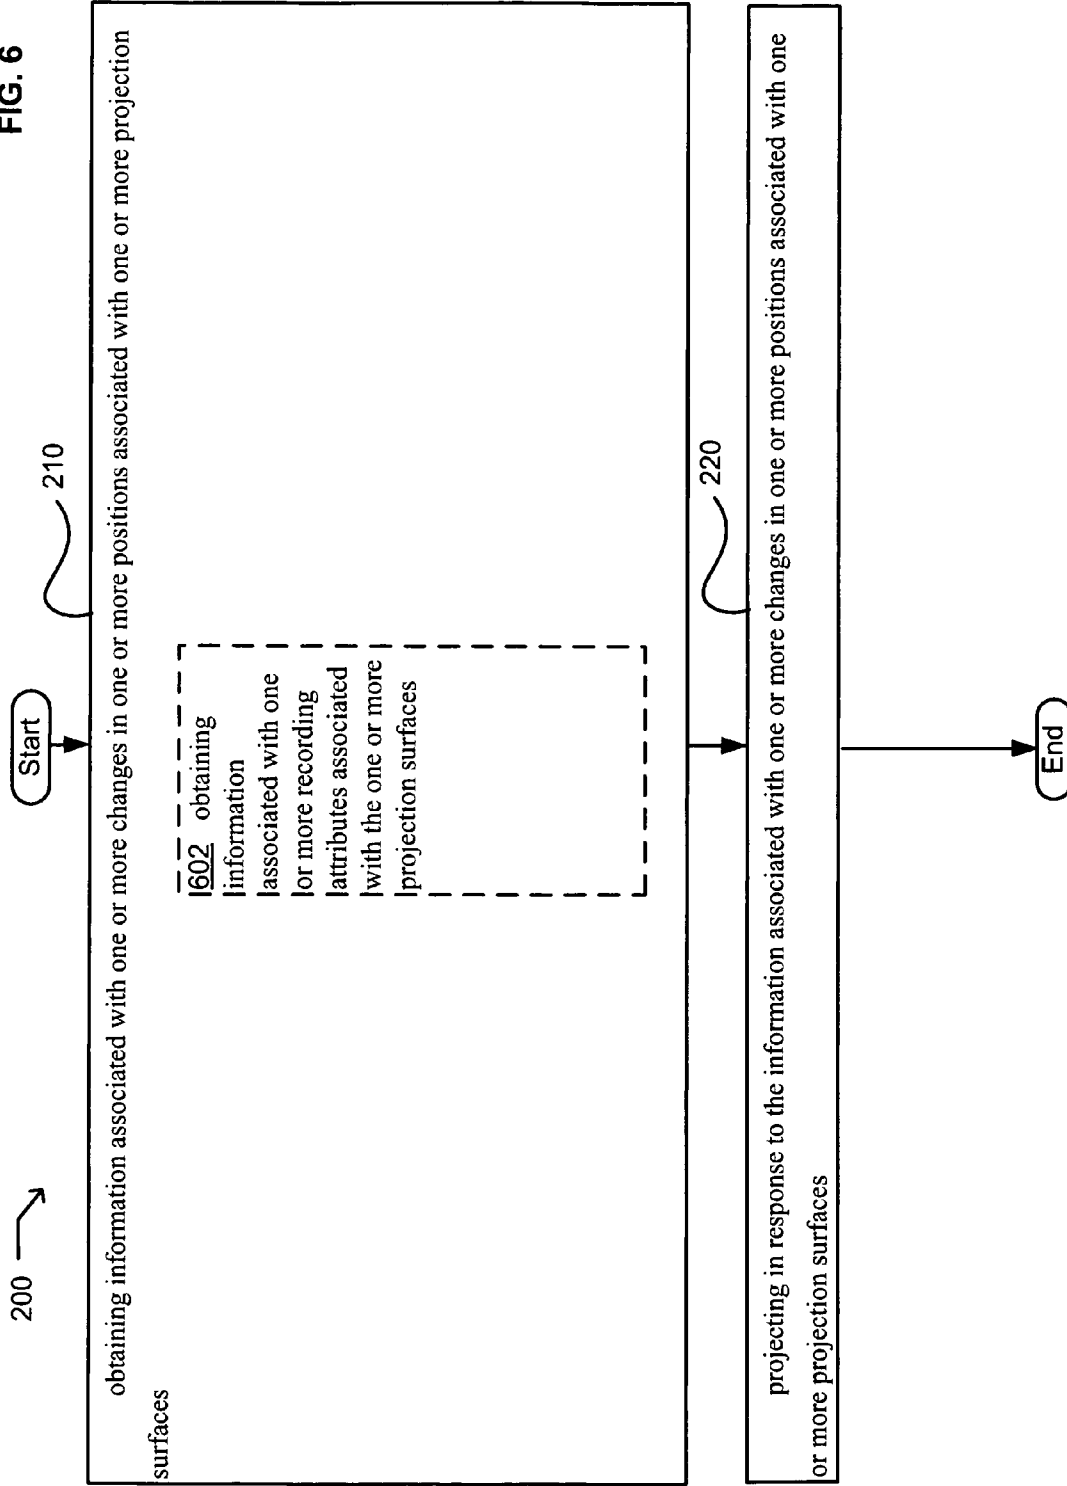 FIG. 6
200
Start
210
obtaining information associated with one or more changes in one or more positions associated with one or more projection
surfaces
602 obtaining
information
associated with one
or more recording
attributes associated
with the one or more
projection surfaces
220
projecting in response to the information associated with one or more changes in one or more positions associated with one
or more projection surfaces
End